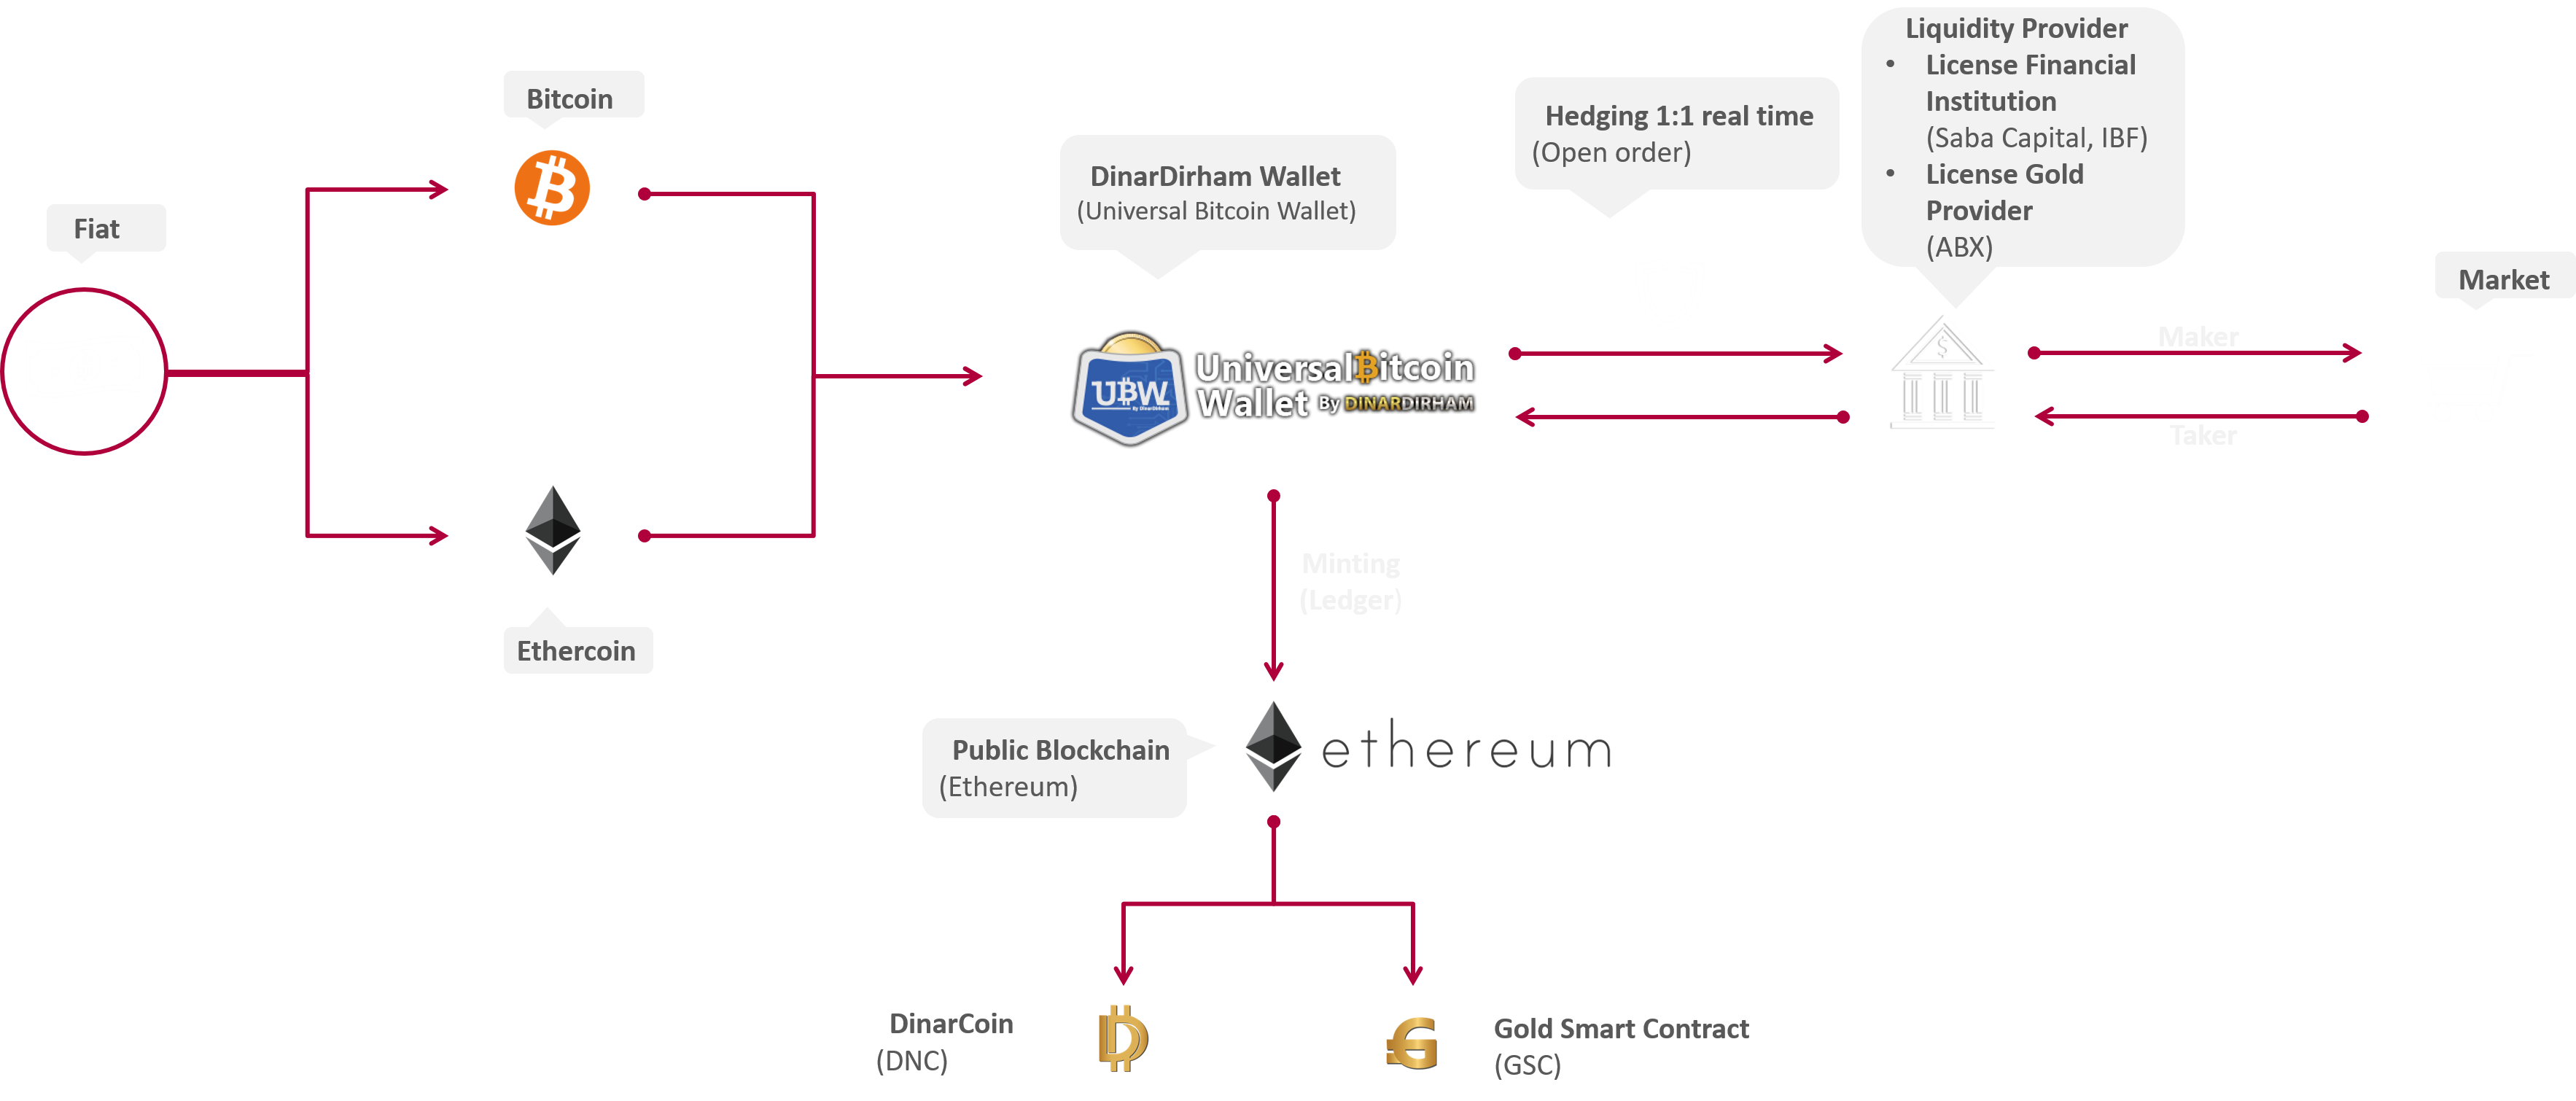 Fiat
Bitcoin
Ethercoin
DinarDirham Wallet
(Universal Bitcoin Wallet)
UBW
By DinarDirham
Universal Bitcoin
Wallet By DINARDIRHAM
Hedging 1:1 real time
(Open order)
Liquidity Provider
• License Financial
Institution
(Saba Capital, IBF)
• License Gold
Provider
(ABX)
$
Maker
Taker
Market
Minting
(Ledger)
Public Blockchain
(Ethereum)
ethereum
DinarCoin
(DNC)
Gold Smart Contract
(GSC)